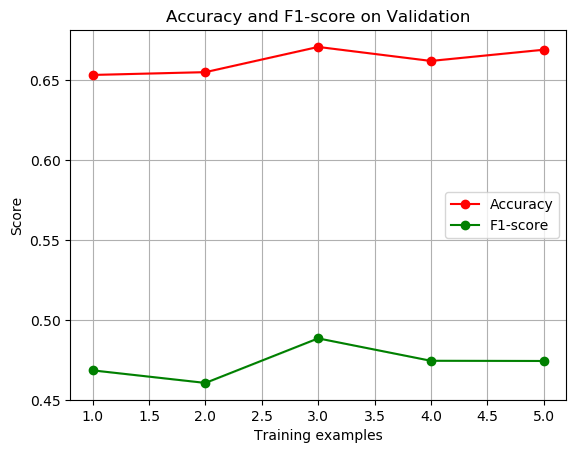 Accuracy and F1-score on Validation
0.65
0.60
0.55
0.50
0.45
Score
Accuracy
F1-score
1.0 1.5 2.0 2.5 3.0 3.5 4.0 4.5 5.0
Training examples